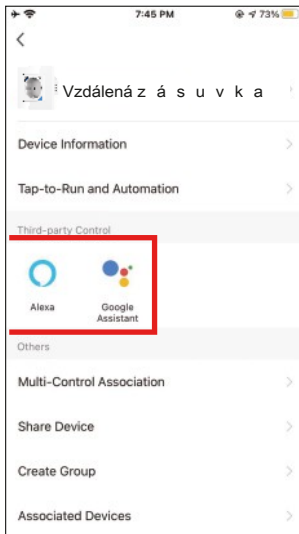 7:45 PM
73%
Vzdálená z á s u v k a
Device Information
Tap-to-Run and Automation
Third-party Control
Alexa
Google
Assistant
Others
Multi-Control Association
Share Device
Create Group
Associated Devices